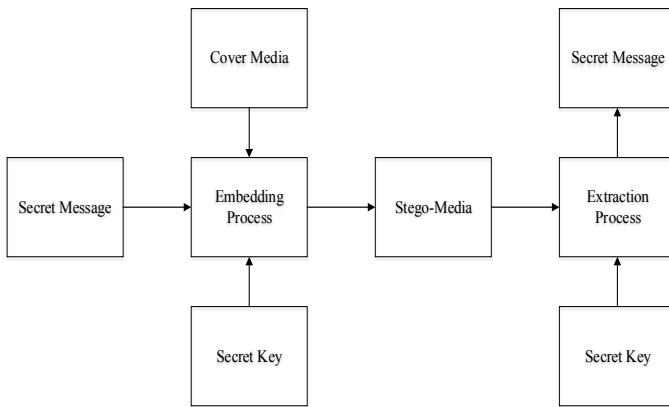 Cover Media
Secret Message
Secret Message
Embedding
Process
Stego-Media
Extraction
Process
Secret Key
Secret Key